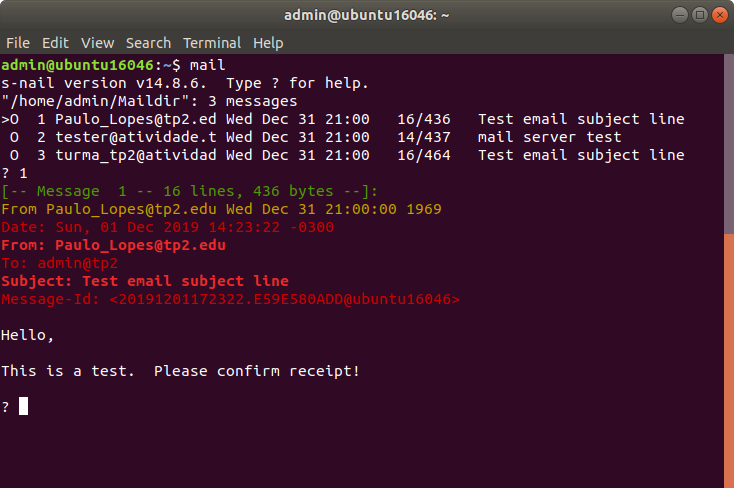 admin@ubuntu16046: ~
File Edit View Search Terminal Help
admin@ubuntu16046:~$ mail
s-nail version v14.8.6.  Type ? for help.
"/home/admin/Maildir": 3 messages
>O  1 Paulo_Lopes@tp2.ed Wed Dec 31 21:00   16/436   Test email subject line
 O  2 tester@atividade.t Wed Dec 31 21:00   14/437   mail server test
 O  3 turma_tp2@atividad Wed Dec 31 21:00   16/464   Test email subject line
? 1
[-- Message  1 -- 16 lines, 436 bytes --]:
From Paulo_Lopes@tp2.edu Wed Dec 31 21:00:00 1969
Date: Sun, 01 Dec 2019 14:23:22 -0300
From: Paulo_Lopes@tp2.edu
To: admin@tp2
Subject: Test email subject line
Message-Id: <20191201172322.E59E580ADD@ubuntu16046>
Hello,
This is a test.  Please confirm receipt!
?